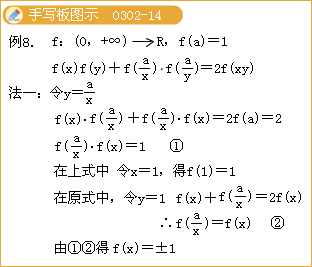 手写板图示 0302-14
例8. f：(0，+∞)⟶R，f(a)＝1
f(x)f(y)＋f(a/x)·f(a/y)＝2f(xy)
法一：令y＝a/x
f(x)·f(a/x)＋f(a/x)·f(x)＝2f(a)＝2
f(a/x)·f(x)＝1 ①
在上式中 令x＝1，得f(1)＝1
在原式中，令y＝1 f(x)＋f(a/x)＝2f(x)
∴f(a/x)＝f(x) ②
由①②得f(x)＝±1